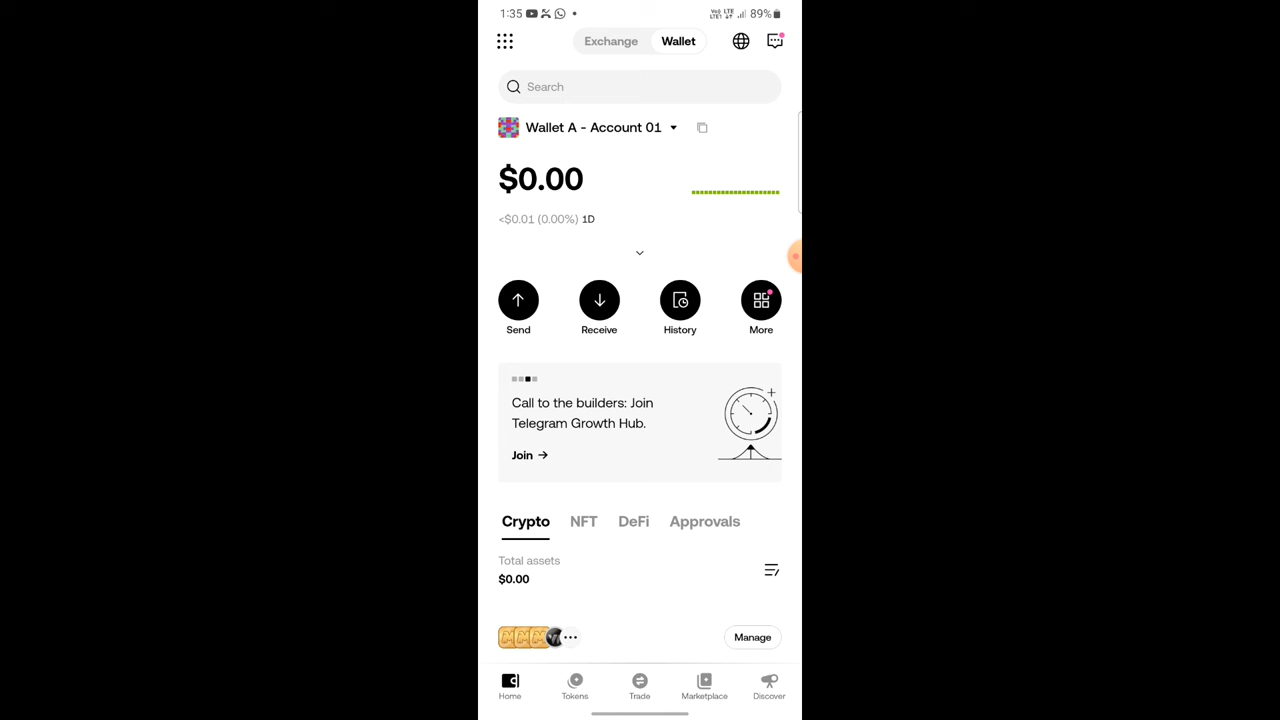 1:35
89%
Exchange
Wallet
Search
Wallet A - Account 01
$0.00
<$0.01 (0.00%) 1D
Send
Receive
History
More
Call to the builders: Join
Telegram Growth Hub.
Join →
Crypto
NFT
DeFi
Approvals
Total assets
$0.00
Manage
Home
Tokens
Trade
Marketplace
Discover